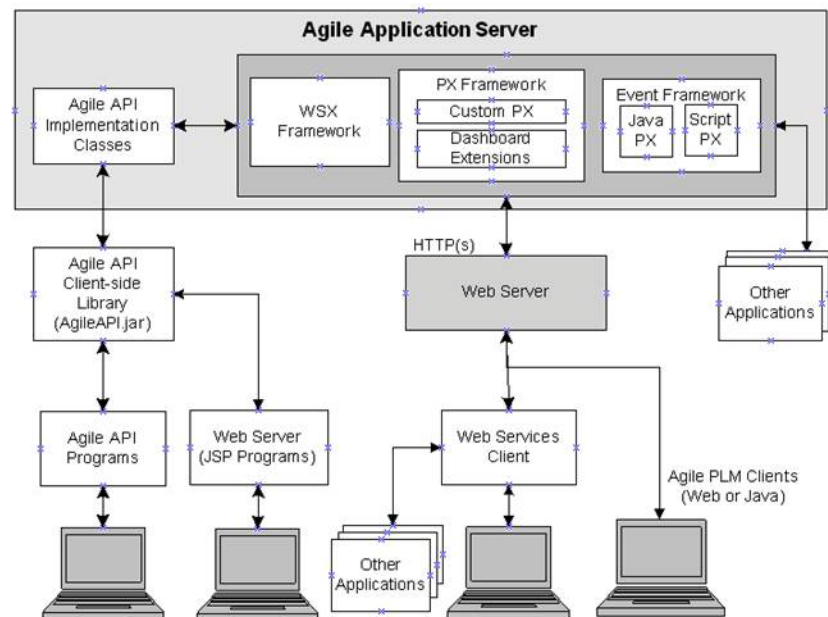 Agile Application Server
Agile API
Implementation
Classes
WSX
Framework
PX Framework
Custom PX
Dashboard
Extensions
Event Framework
Java
PX
Script
PX
HTTP(s)
Agile API
Client-side
Library
(AgileAPI.jar)
Web Server
Other
Applications
Agile API
Programs
Web Server
(JSP Programs)
Web Services
Client
Agile PLM Clients
(Web or Java)
Other
Applications